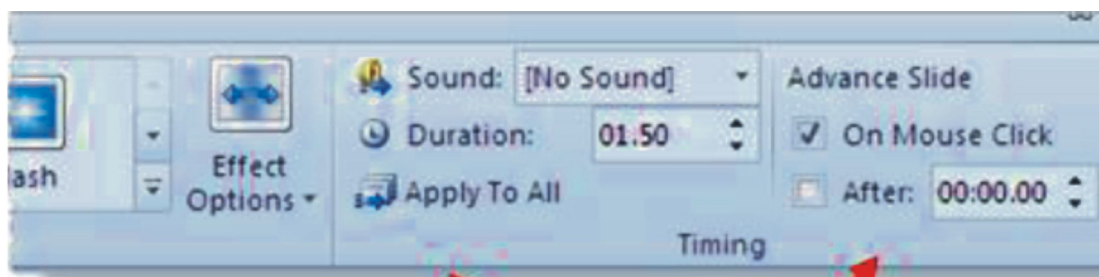 Sound: [No Sound]
Duration: 01.50
Apply To All
Effect
Options
Advance Slide
On Mouse Click
After: 00:00.00
Timing